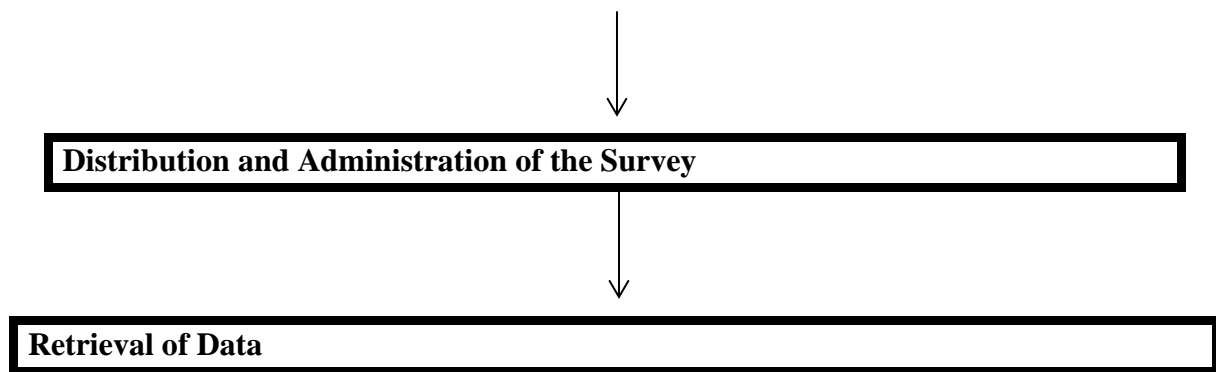 Distribution and Administration of the Survey
Retrieval of Data